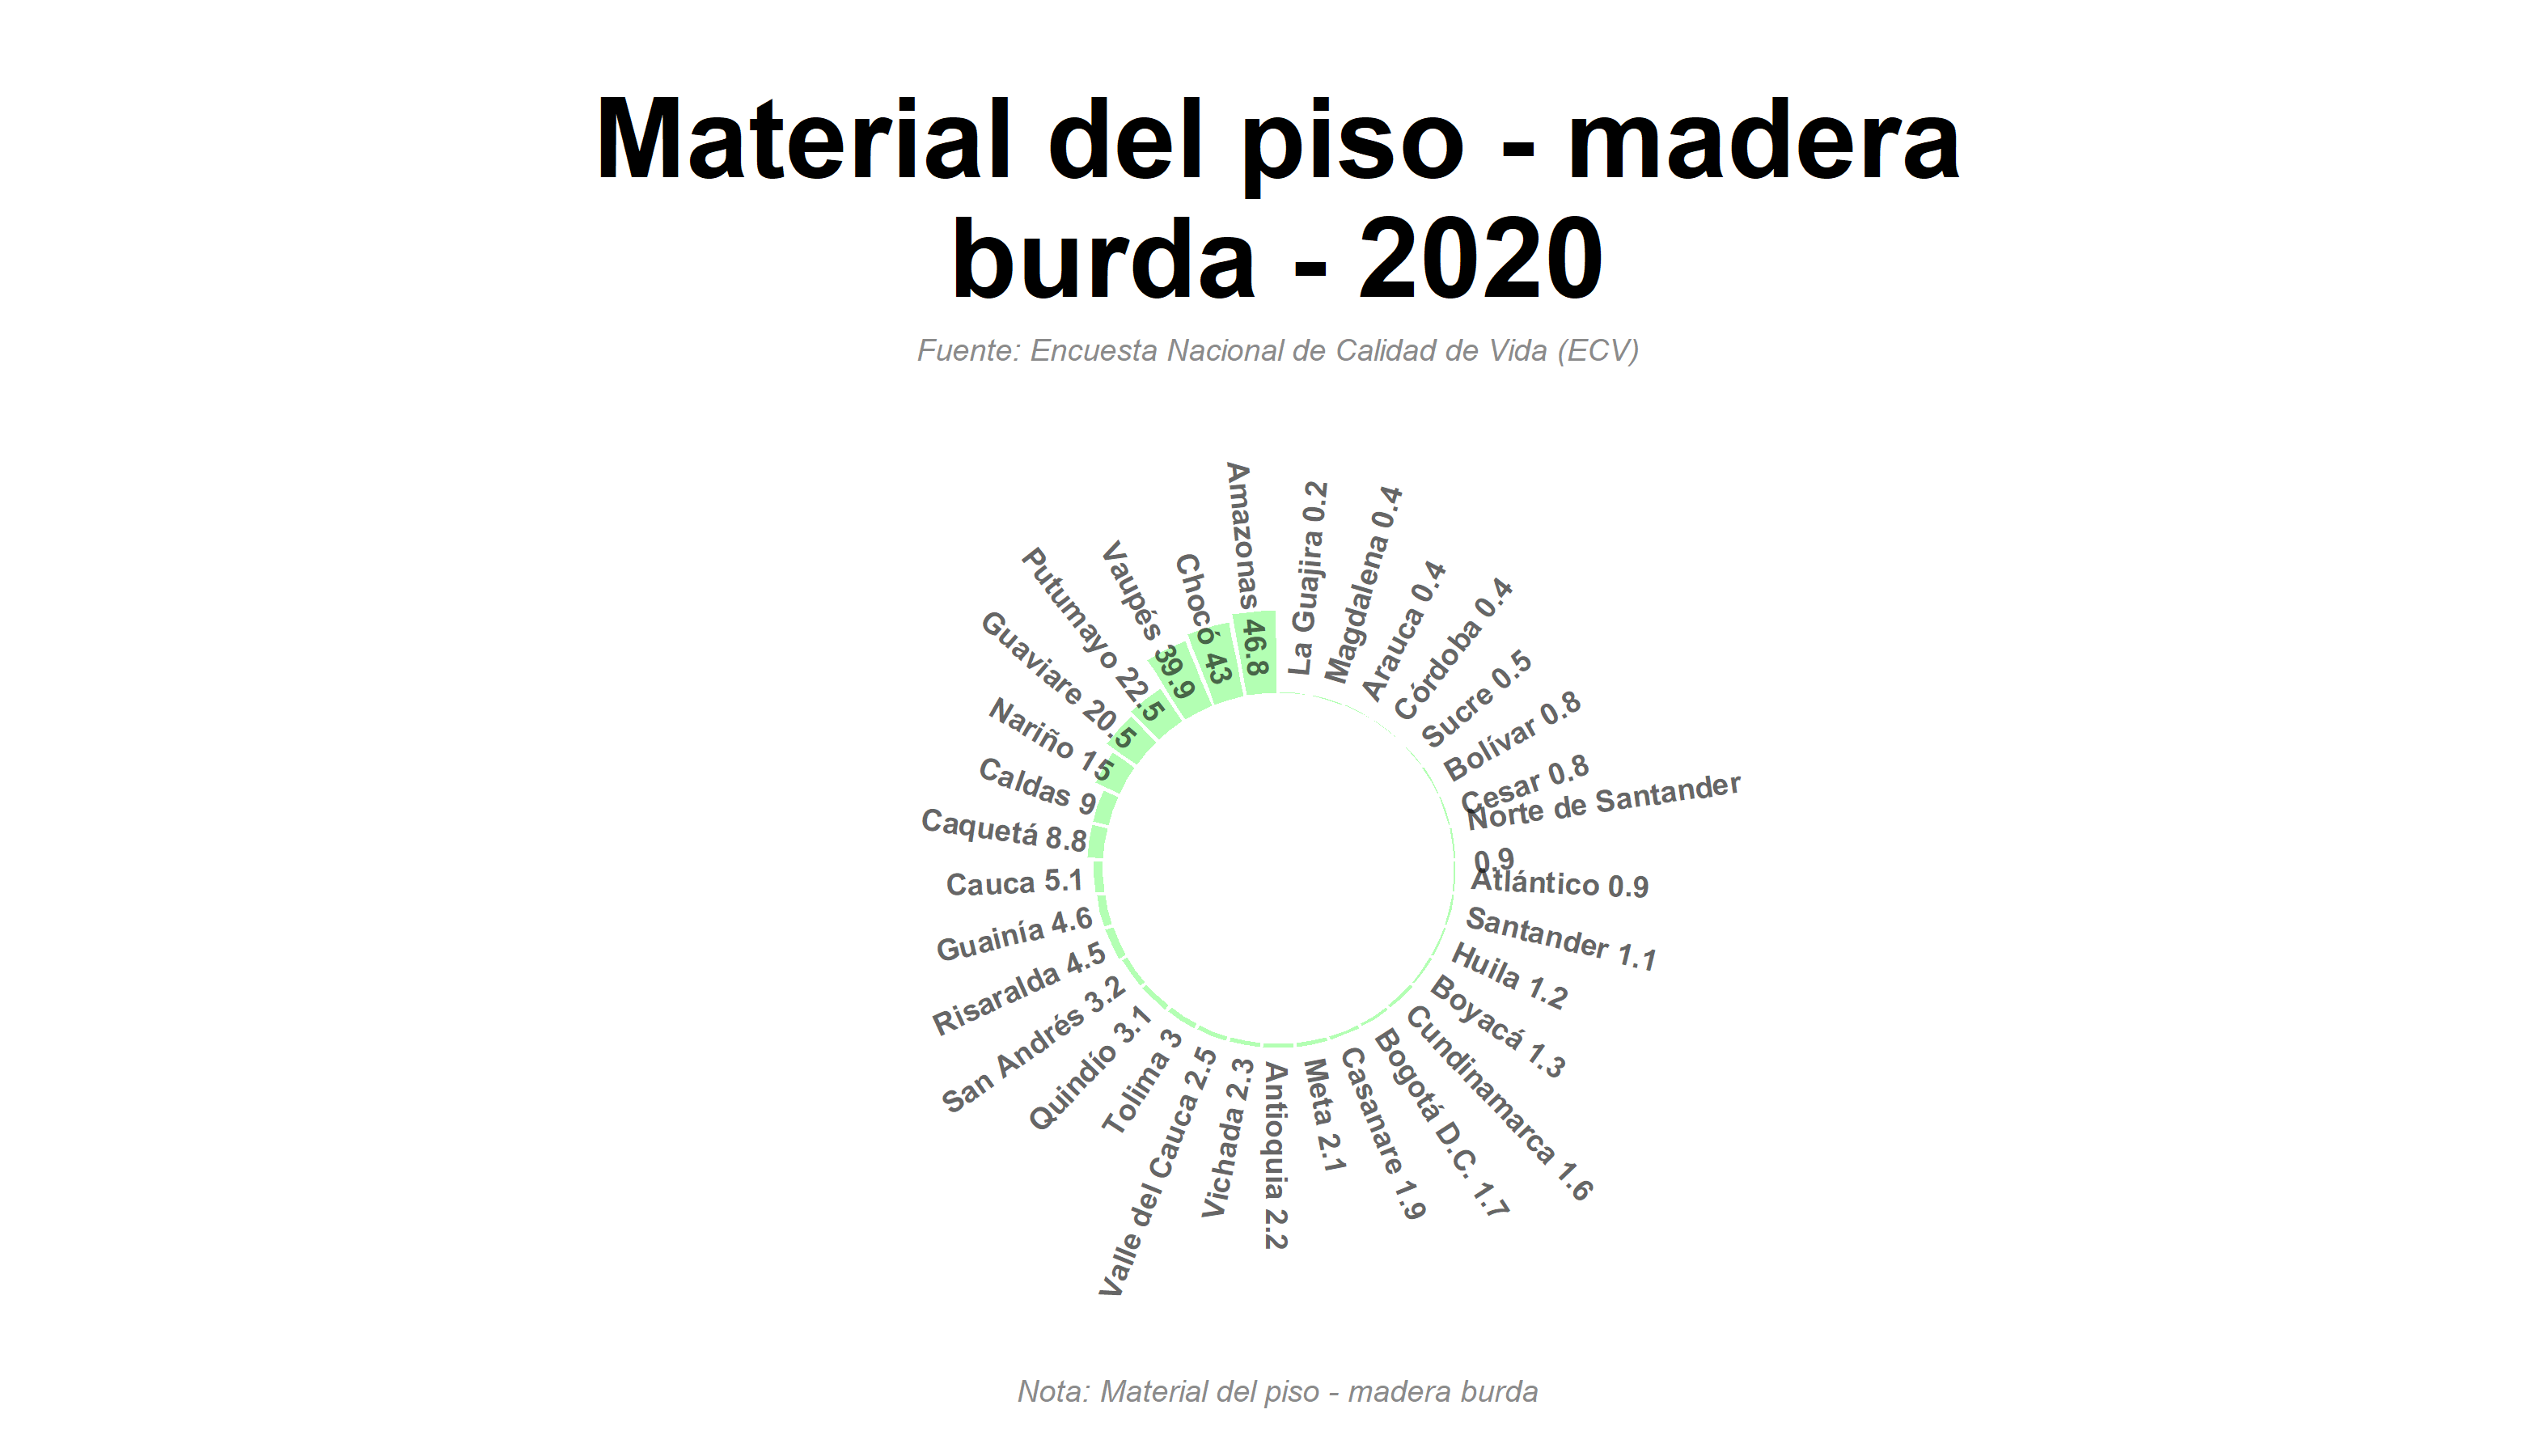 Material del piso - madera
burda - 2020
Fuente: Encuesta Nacional de Calidad de Vida (ECV)
La Guajira 0.2
Magdalena 0.4
Arauca 0.4
Córdoba 0.4
Sucre 0.5
Bolívar 0.8
Cesar 0.8
Norte de Santander
0.9
Atlántico 0.9
Santander 1.1
Huila 1.2
Boyacá 1.3
Cundinamarca 1.6
Bogotá D.C. 1.7
Casanare 1.9
Meta 2.1
Antioquia 2.2
Vichada 2.3
Valle del Cauca 2.5
Tolima 3
Quindío 3.1
San Andrés 3.2
Risaralda 4.5
Guainía 4.6
Cauca 5.1
Caquetá 8.8
Caldas 9
Nariño 15
Guaviare 20.5
Putumayo 22.5
Vaupés 39.9
Chocó 43
Amazonas 46.8
Nota: Material del piso - madera burda